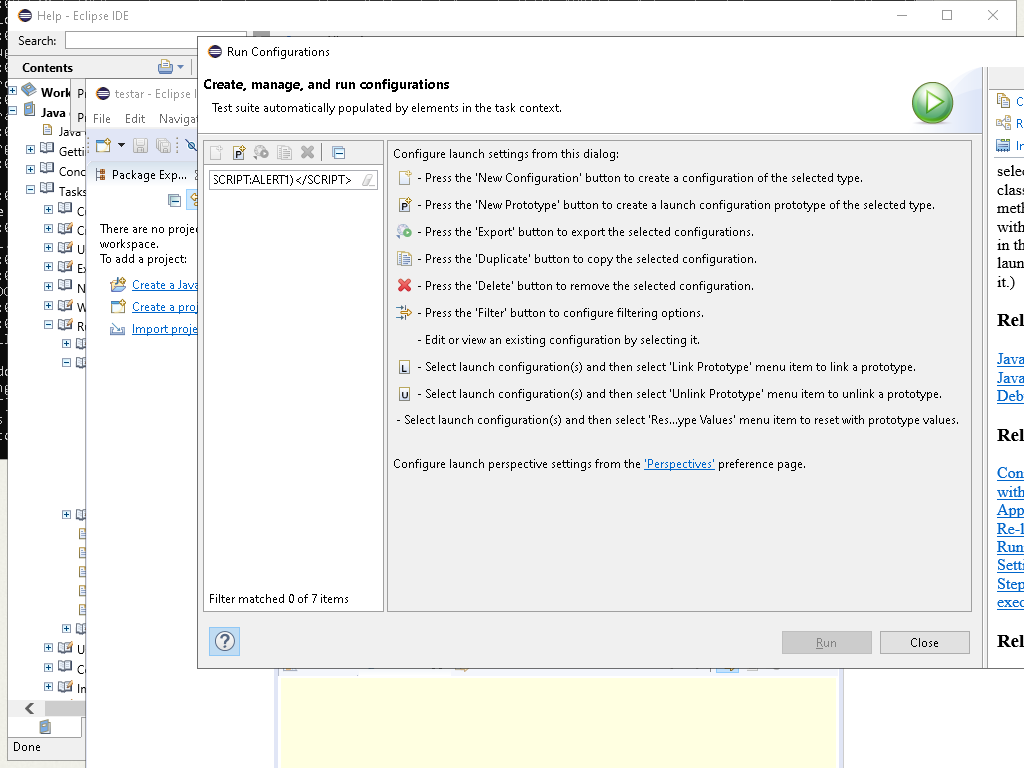 Help - Eclipse IDE
Search:
Contents
Work
Java
Java
Getti
Conc
Tasks
testar - Eclipse I
File Edit Navigat
Package Exp...
There are no proje
workspace.
To add a project:
Create a Java
Create a proj
Import proje
Done
Run Configurations
Create, manage, and run configurations
Test suite automatically populated by elements in the task context.
SCRIPT:ALERT1)</SCRIPT>
Filter matched 0 of 7 items
Configure launch settings from this dialog:
- Press the 'New Configuration' button to create a configuration of the selected type.
- Press the 'New Prototype' button to create a launch configuration prototype of the selected type.
- Press the 'Export' button to export the selected configurations.
- Press the 'Duplicate' button to copy the selected configuration.
- Press the 'Delete' button to remove the selected configuration.
- Press the 'Filter' button to configure filtering options.
- Edit or view an existing configuration by selecting it.
- Select launch configuration(s) and then select 'Link Prototype' menu item to link a prototype.
- Select launch configuration(s) and then select 'Unlink Prototype' menu item to unlink a prototype.
- Select launch configuration(s) and then select 'Res...ype Values' menu item to reset with prototype values.
Configure launch perspective settings from the 'Perspectives' preference page.
Run
Close
selec
class
meth
with
in th
laun
it.)
Rel
Java
Java
Deb
Rel
Con
with
App
Re-l
Run
Setti
Step
exec
Rel